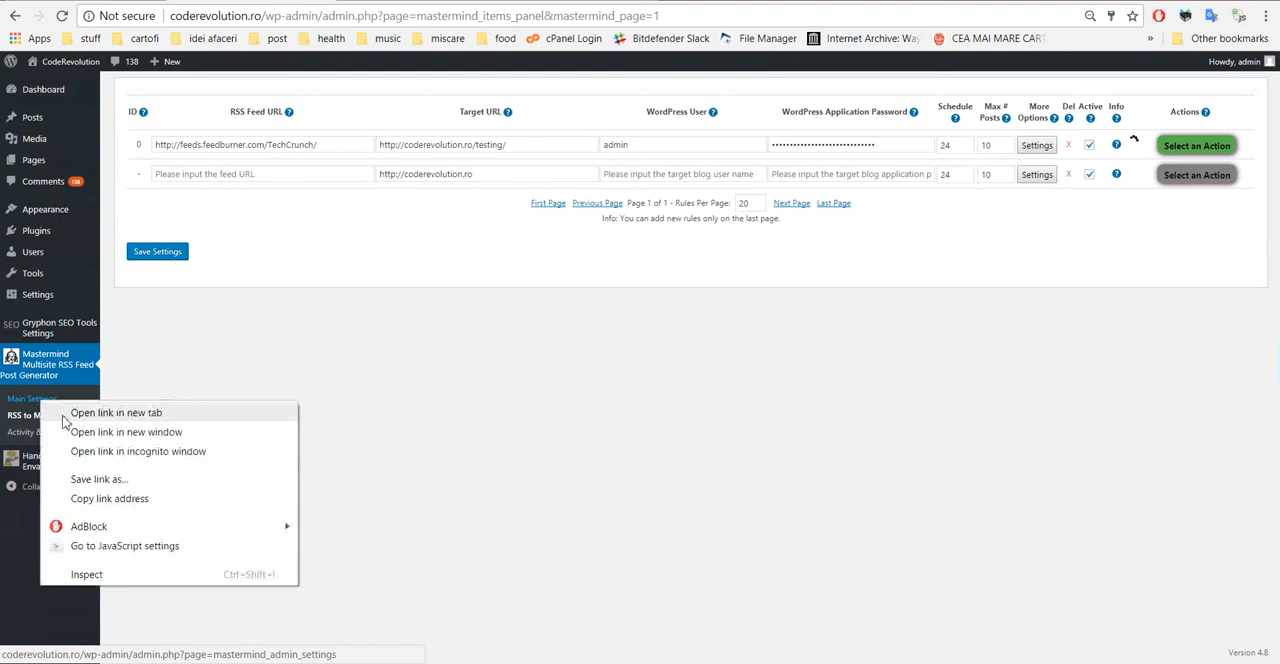 Not secure | coderevolution.ro/wp-admin/admin.php?page=mastermind_items_panel&mastermind_page=1
Apps stuff cartofi idei afaceri post health music miscare food cPanel Login Bitdefender Slack File Manager Internet Archive: Way CEA MAI MARE CART » Other bookmarks
CodeRevolution 138 + New Howdy, admin
Dashboard
Posts
Media
Pages
Comments 138
Appearance
Plugins
Users
Tools
Settings
SEO Gryphon SEO Tools
Settings
Mastermind
Multisite RSS Feed
Post Generator
Main Settings
RSS to M
Activity &
Hand
Enva
Colla
ID ? RSS Feed URL ? Target URL ? WordPress User ? WordPress Application Password ? Schedule ? Max # Posts ? More Options ? Del ? Active ? Info ? Actions ?
0 http://feeds.feedburner.com/TechCrunch/ http://coderevolution.ro/testing/ admin •••••••••••••••••••••••••••• 24 10 Settings X ? Select an Action
- Please input the feed URL http://coderevolution.ro Please input the target blog user name Please input the target blog application p 24 10 Settings X ? Select an Action
First Page Previous Page Page 1 of 1 - Rules Per Page: 20 Next Page Last Page
Info: You can add new rules only on the last page.
Save Settings
Open link in new tab
Open link in new window
Open link in incognito window
Save link as...
Copy link address
AdBlock
Go to JavaScript settings
Inspect Ctrl+Shift+I
coderevolution.ro/wp-admin/admin.php?page=mastermind_admin_settings
Version 4.8